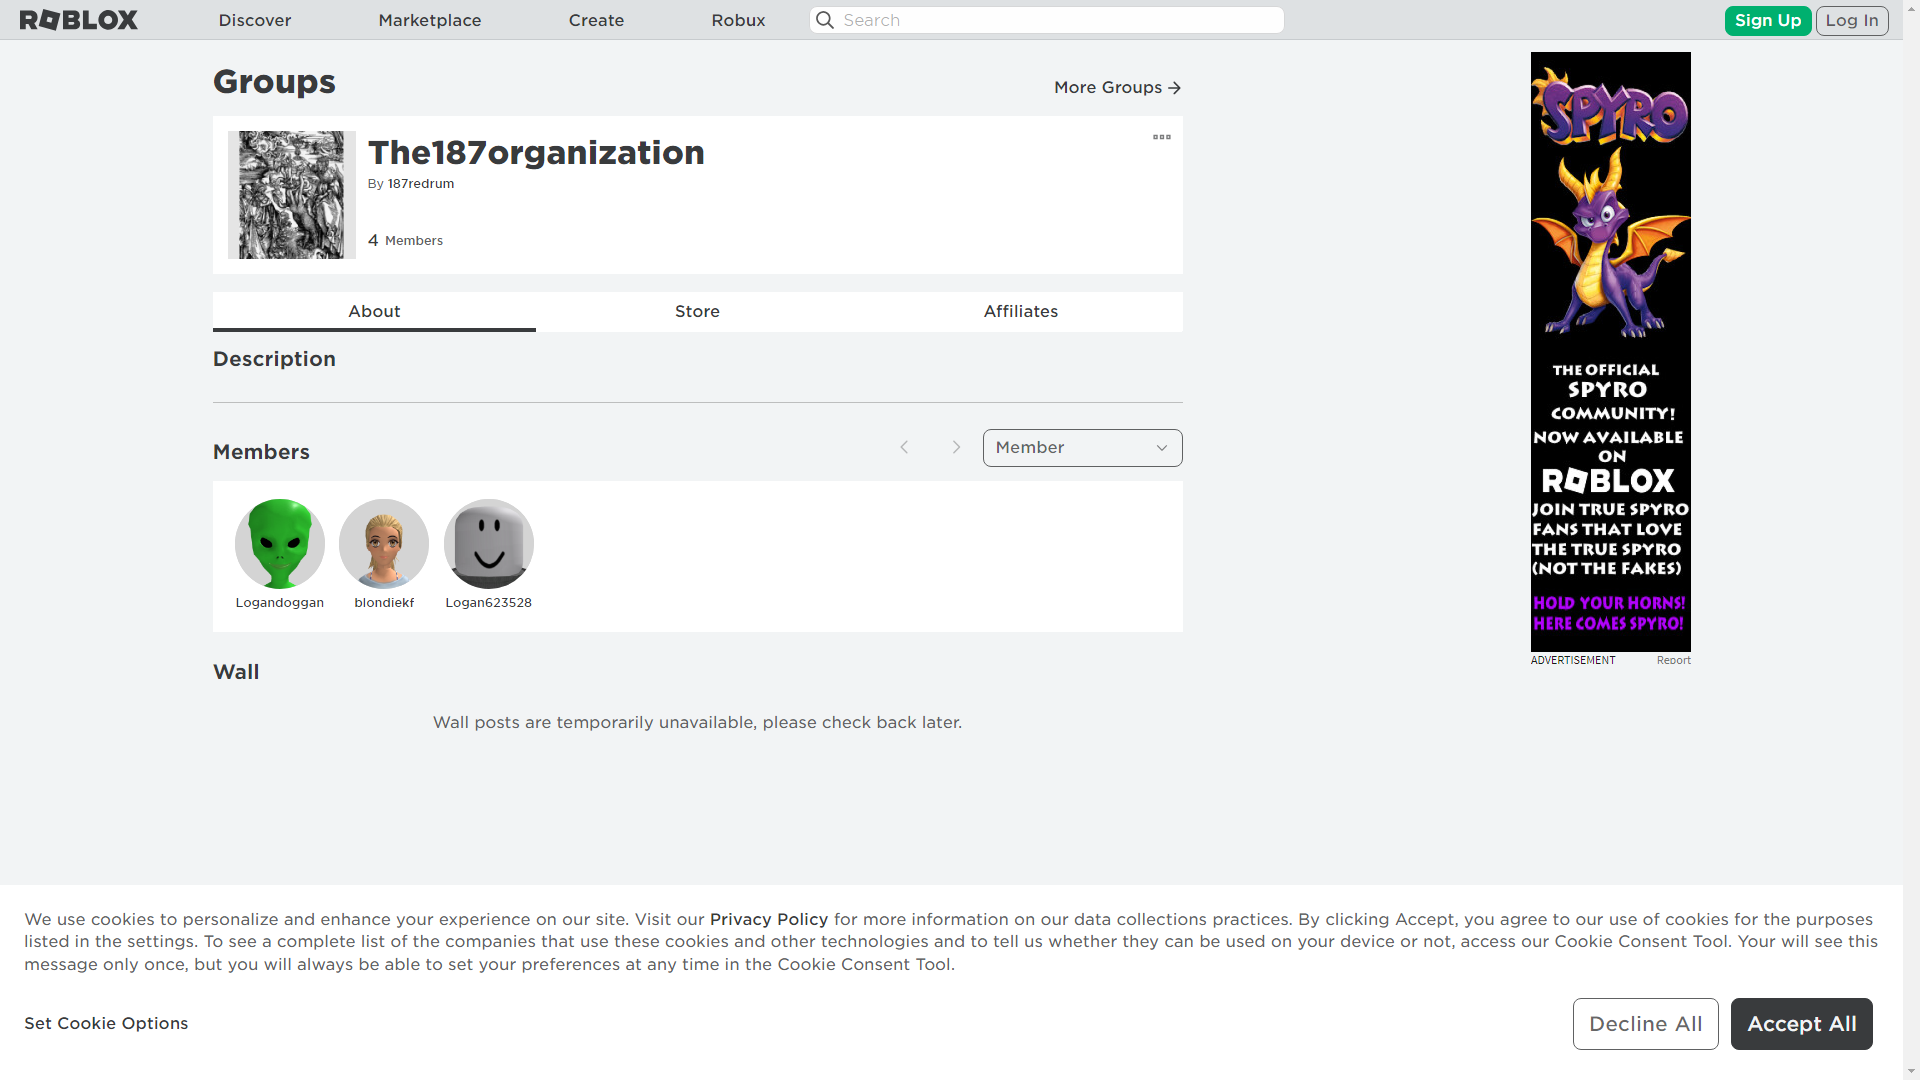 ROBLOX
Discover
Marketplace
Create
Robux
Search
Sign Up
Log In
Groups
More Groups
The187organization
By 187redrum
4 Members
About
Store
Affiliates
Description
Members
Member
Logandoggan
blondiekf
Logan623528
Wall
Wall posts are temporarily unavailable, please check back later.
SPYRO
THE OFFICIAL
SPYRO
COMMUNITY!
NOW AVAILABLE
ON
ROBLOX
JOIN TRUE SPYRO
FANS THAT LOVE
THE TRUE SPYRO
(NOT THE FAKES)
HOLD YOUR HORNS!
HERE COMES SPYRO!
ADVERTISEMENT
Report
We use cookies to personalize and enhance your experience on our site. Visit our Privacy Policy for more information on our data collections practices. By clicking Accept, you agree to our use of cookies for the purposes
listed in the settings. To see a complete list of the companies that use these cookies and other technologies and to tell us whether they can be used on your device or not, access our Cookie Consent Tool. Your will see this
message only once, but you will always be able to set your preferences at any time in the Cookie Consent Tool.
Set Cookie Options
Decline All
Accept All